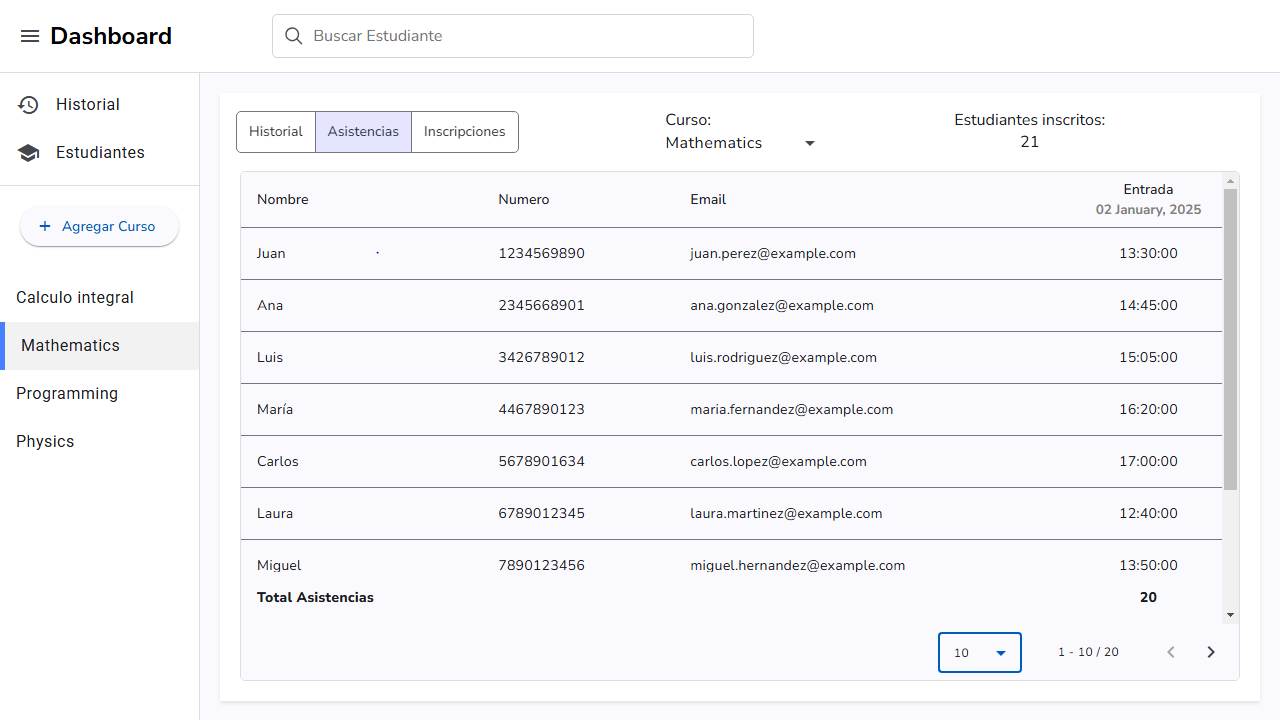 Dashboard
Buscar Estudiante
Historial
Estudiantes
Agregar Curso
Calculo integral
Mathematics
Programming
Physics
Historial Asistencias Inscripciones
Curso:
Mathematics
Estudiantes inscritos:
21
Nombre Numero Email Entrada
02 January, 2025
Juan 1234569890 juan.perez@example.com 13:30:00
Ana 2345668901 ana.gonzalez@example.com 14:45:00
Luis 3426789012 luis.rodriguez@example.com 15:05:00
María 4467890123 maria.fernandez@example.com 16:20:00
Carlos 5678901634 carlos.lopez@example.com 17:00:00
Laura 6789012345 laura.martinez@example.com 12:40:00
Miguel 7890123456 miguel.hernandez@example.com 13:50:00
Total Asistencias 20
10 1 - 10 / 20